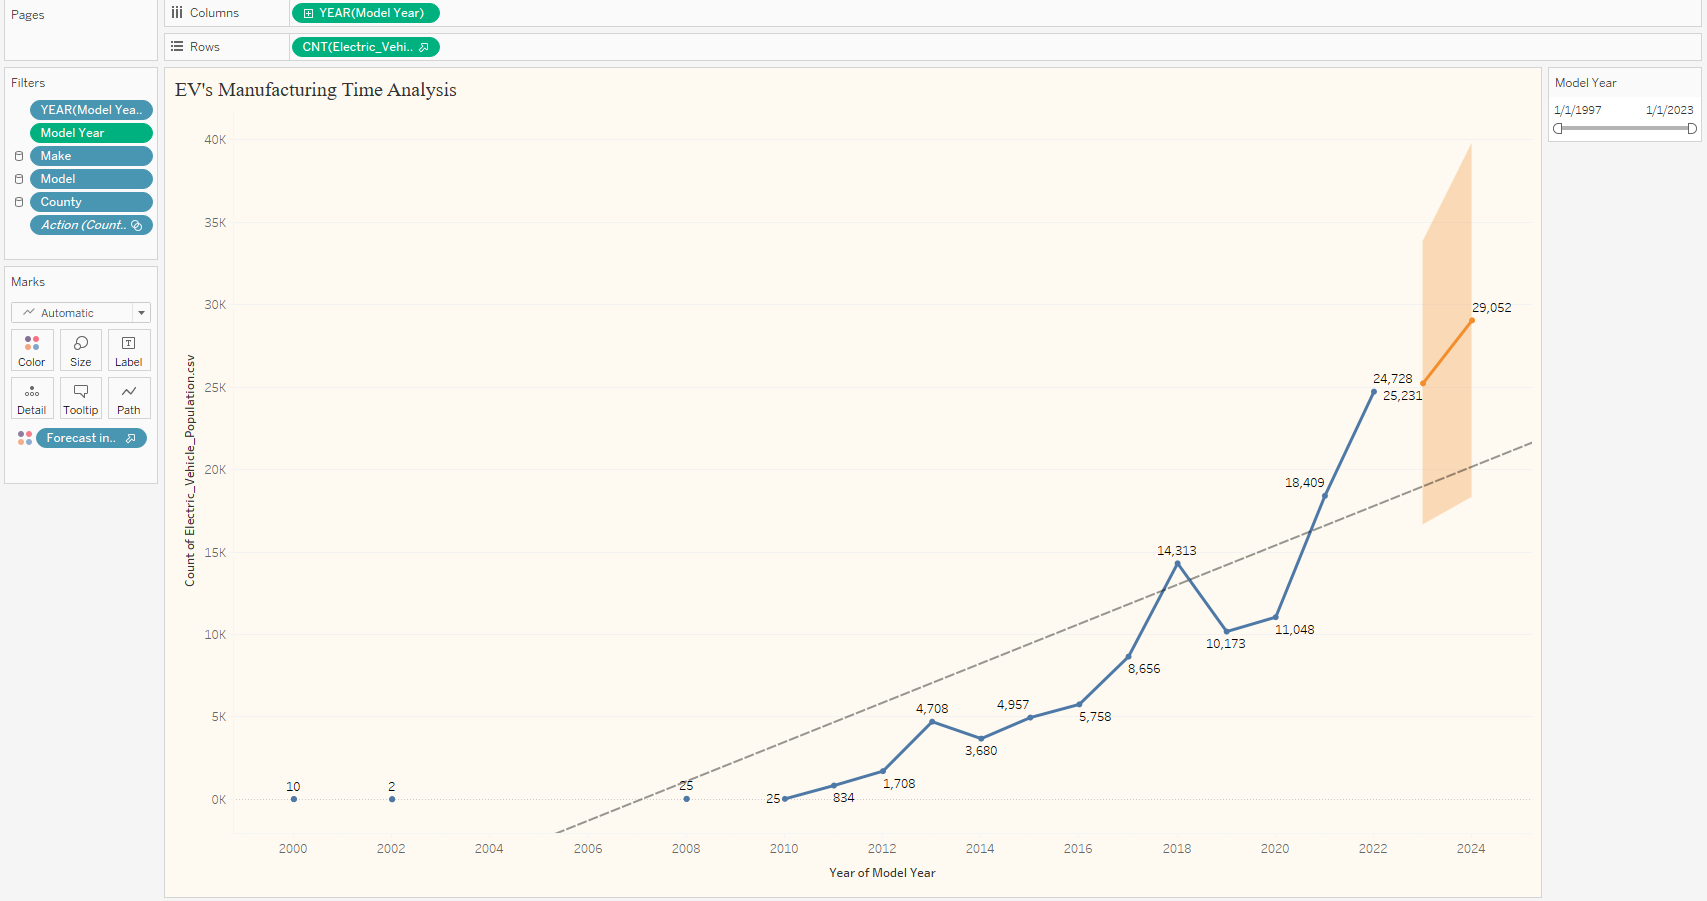 Pages
Columns
YEAR(Model Year)
Rows
CNT(Electric_Vehi..
Filters
YEAR(Model Yea..
Model Year
Make
Model
County
Action (Count..
Marks
Automatic
Color
Size
Label
Detail
Tooltip
Path
Forecast in..
EV's Manufacturing Time Analysis
Count of Electric_Vehicle_Population.csv
40K
35K
30K
25K
20K
15K
10K
5K
0K
10
2
25
25
834
1,708
4,708
3,680
4,957
5,758
8,656
14,313
10,173
11,048
18,409
24,728
25,231
29,052
2000
2002
2004
2006
2008
2010
2012
2014
2016
2018
2020
2022
2024
Year of Model Year
Model Year
1/1/1997
1/1/2023